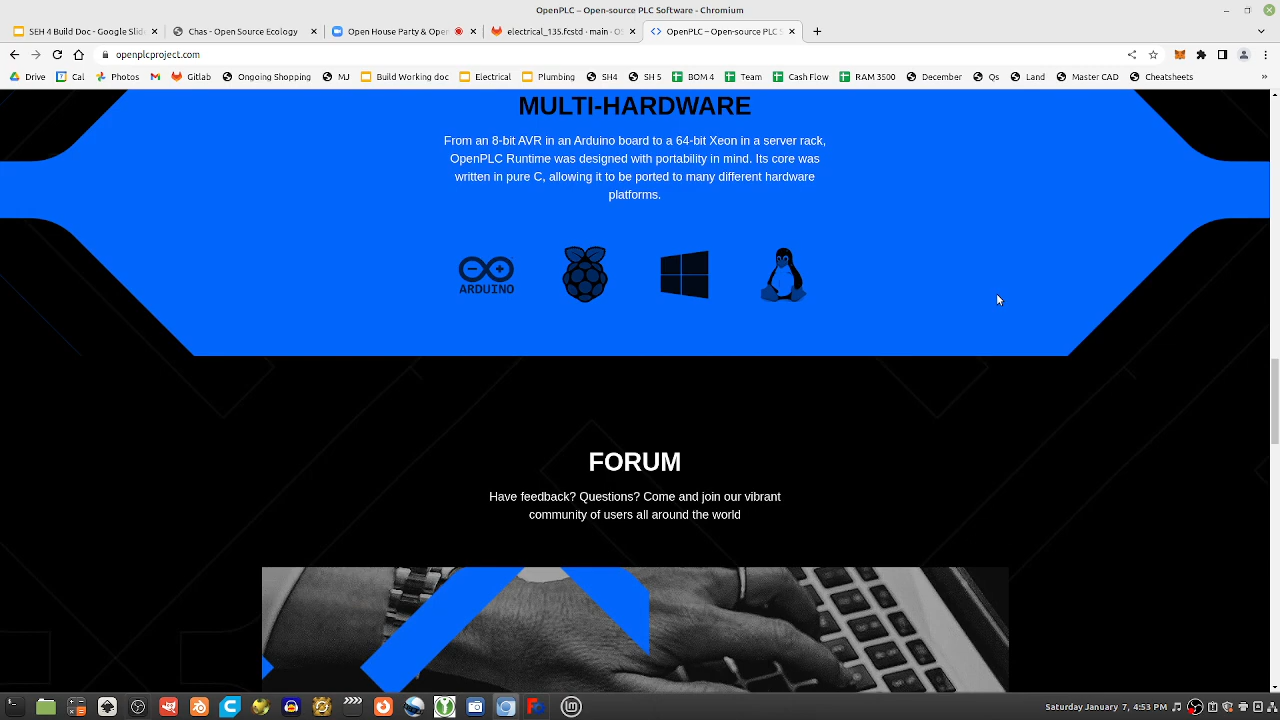 OpenPLC – Open-source PLC Software - Chromium
SEH 4 Build Doc - Google Slid
Chas - Open Source Ecology
Open House Party & Open
electrical_135.fcstd · main · OS
OpenPLC – Open-source PLC S
openplcproject.com
Drive
Cal
Photos
Gitlab
Ongoing Shopping
MJ
Build Working doc
Electrical
Plumbing
SH4
SH 5
BOM 4
Team
Cash Flow
RAM 3500
December
Qs
Land
Master CAD
Cheatsheets
»
MULTI-HARDWARE
From an 8-bit AVR in an Arduino board to a 64-bit Xeon in a server rack,
OpenPLC Runtime was designed with portability in mind. Its core was
written in pure C, allowing it to be ported to many different hardware
platforms.
ARDUINO
FORUM
Have feedback? Questions? Come and join our vibrant
community of users all around the world
Saturday January 7, 4:53 PM